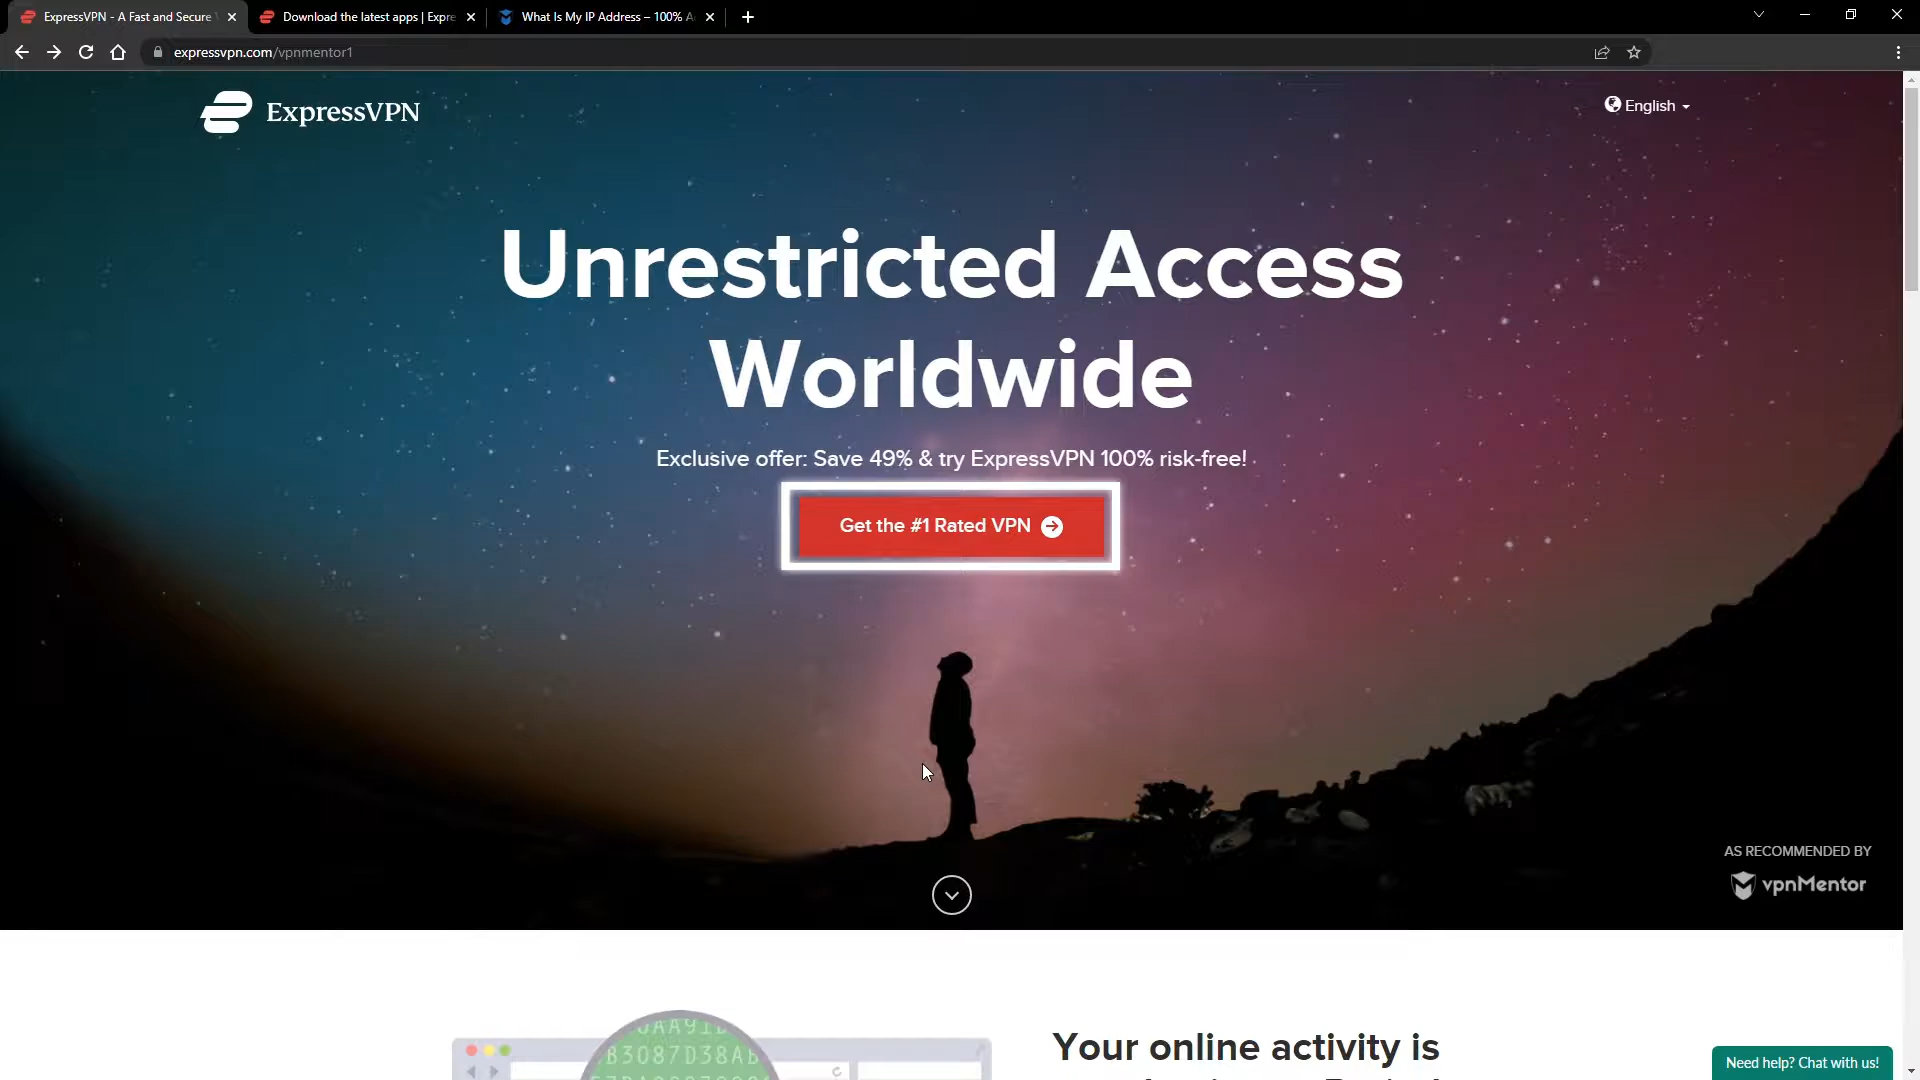 ExpressVPN - A Fast and Secure
Download the latest apps | Expre
What Is My IP Address – 100% A
expressvpn.com/vpnmentor1
ExpressVPN
English
Unrestricted Access
Worldwide
Exclusive offer: Save 49% & try ExpressVPN 100% risk-free!
Get the #1 Rated VPN
AS RECOMMENDED BY
vpnMentor
B3087D38AB
Your online activity is
Need help? Chat with us!